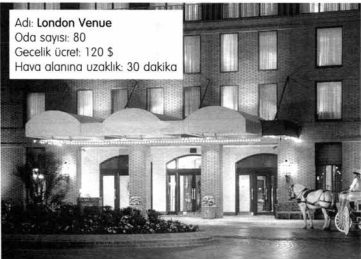 Adı: London Venue
Oda sayısı: 80
Gecelik ücret: 120 $
Hava alanına uzaklık: 30 dakika